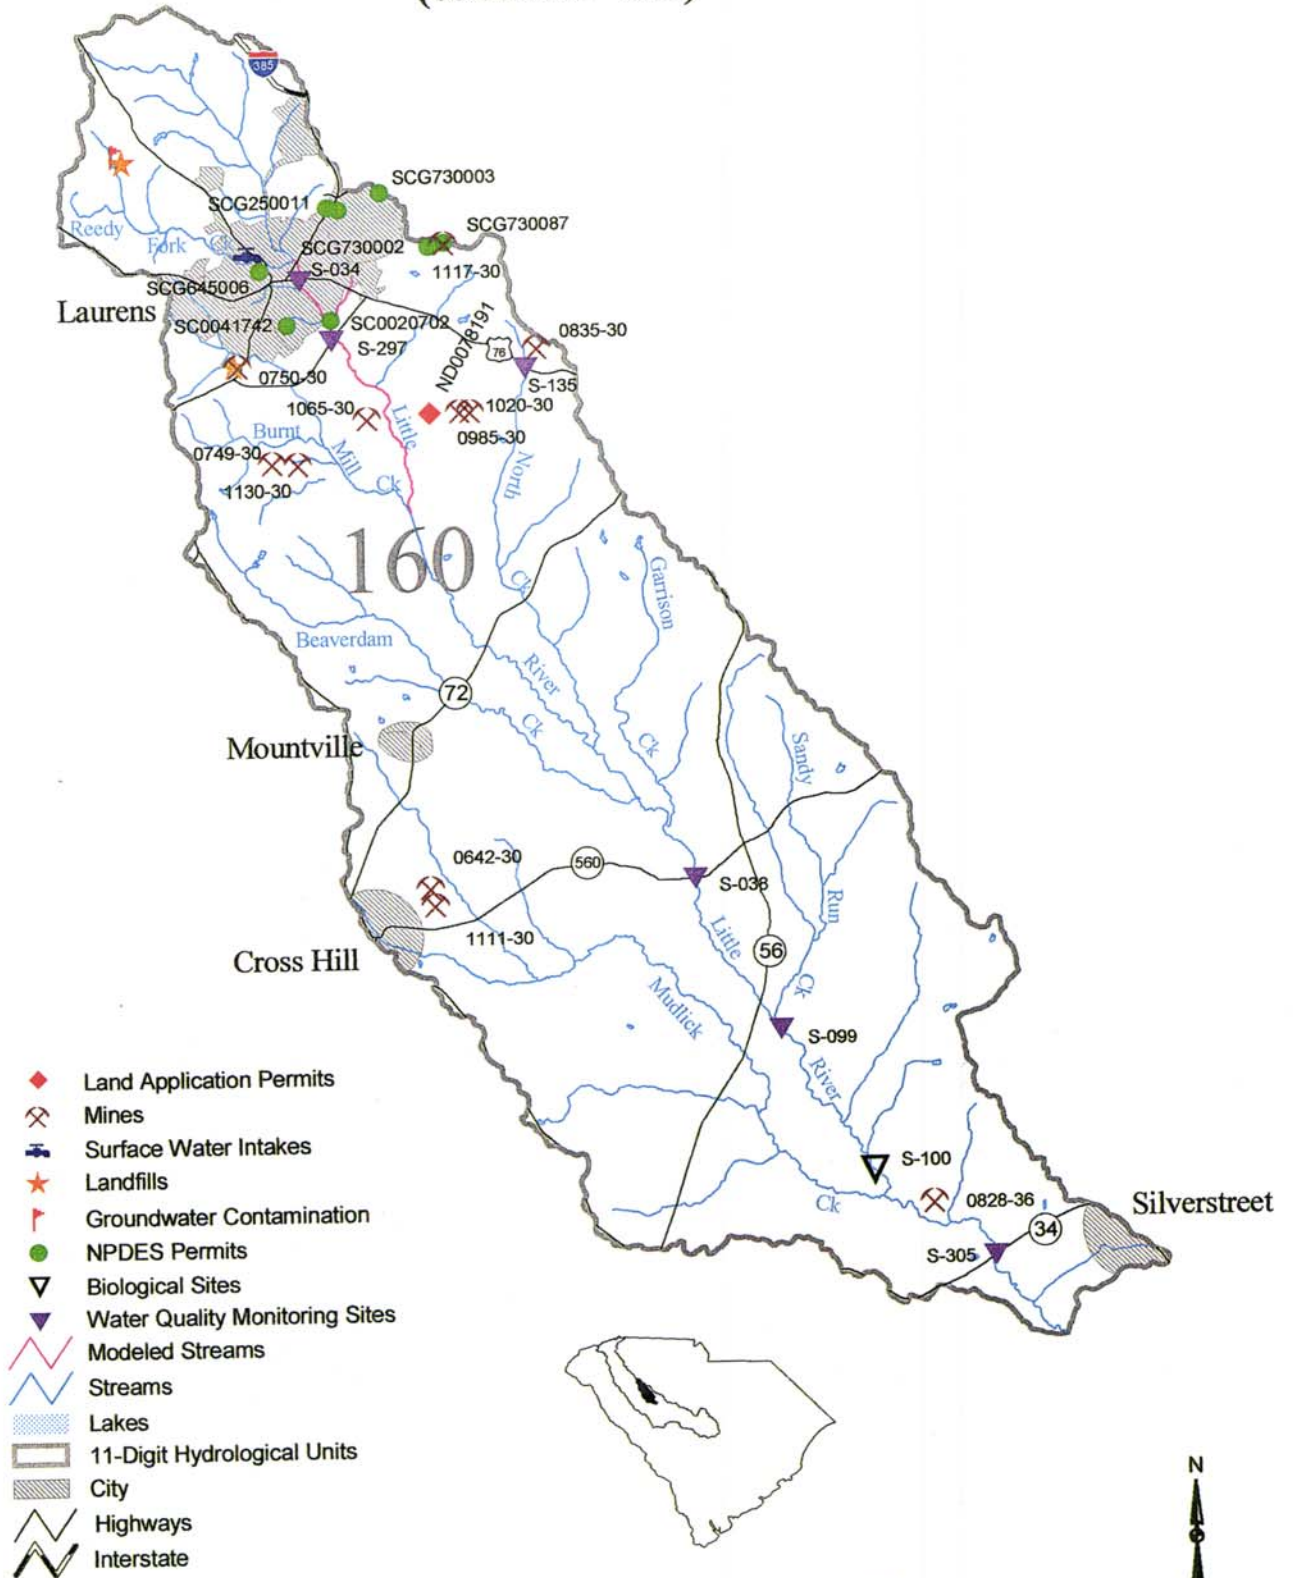 385
SCG730003
SCG250011
SCG730087
Reedy Fork Ck
SCG730002
S-034
1117-30
SCG645006
Laurens
SC0041742
SC0020702
ND0078191
0835-30
S-297
76
0750-30
S-135
1065-30
Little
1020-30
0985-30
Burnt Mill Ck
0749-30
1130-30
North
160
Ck
Garrison
Beaverdam
River
72
Ck
Ck
Mountville
Sandy
0642-30
560
S-038
Run
Little
1111-30
Cross Hill
56
Ck
Mudlick
S-099
River
S-100
Ck
0828-36
Silverstreet
34
S-305
Land Application Permits
Mines
Surface Water Intakes
Landfills
Groundwater Contamination
NPDES Permits
Biological Sites
Water Quality Monitoring Sites
Modeled Streams
Streams
Lakes
11-Digit Hydrological Units
City
Highways
Interstate
N